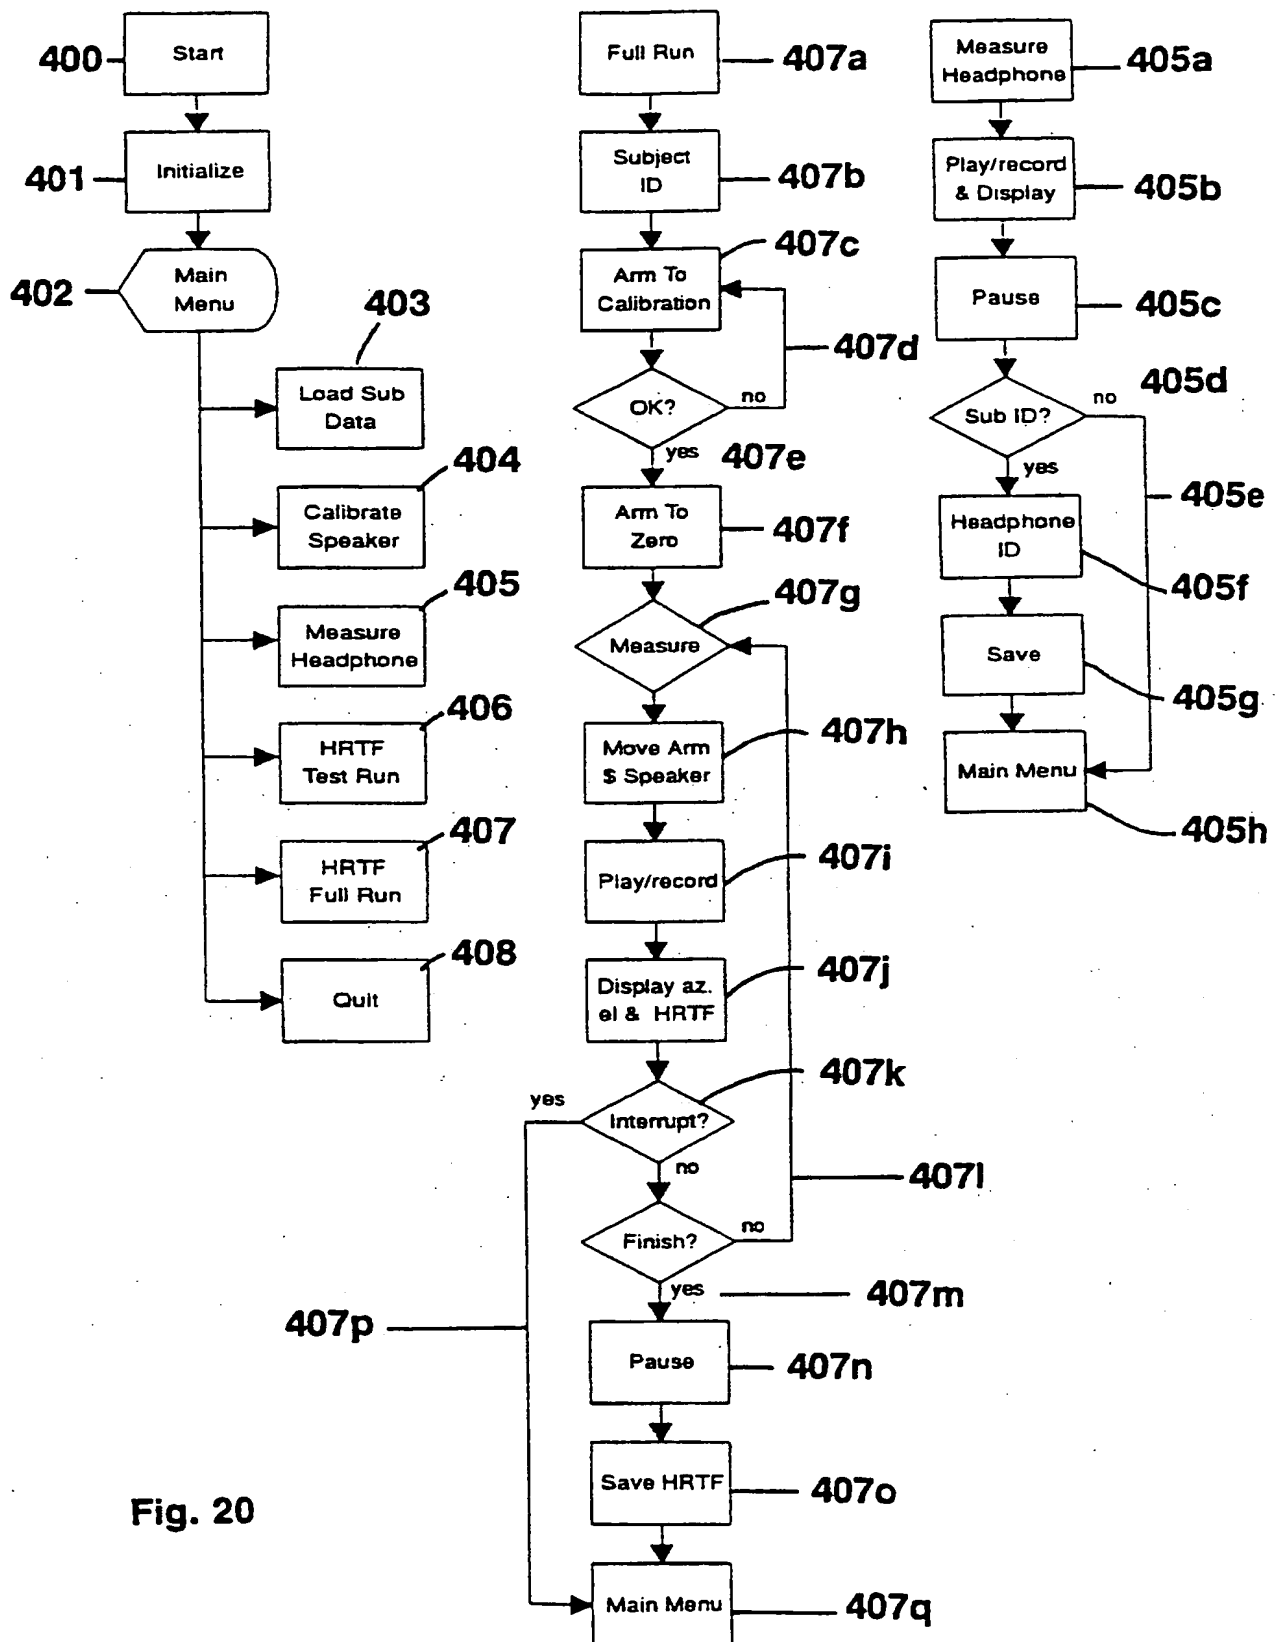 400
Start
401
Initialize
402
Main
Menu
403
Load Sub
Data
404
Calibrate
Speaker
405
Measure
Headphone
406
HRTF
Test Run
407
HRTF
Full Run
408
Quit
Full Run
407a
Subject
ID
407b
407c
Arm To
Calibration
407d
OK?
no
yes
407e
Arm To
Zero
407f
407g
Measure
407h
Move Arm
$ Speaker
407i
Play/record
407j
Display az.
el & HRTF
407k
yes
Interrupt?
no
407l
Finish?
no
yes
407m
407p
Pause
407n
Save HRTF
407o
Main Menu
407q
Measure
Headphone
405a
Play/record
& Display
405b
Pause
405c
405d
Sub ID?
no
yes
405e
Headphone
ID
405f
Save
405g
Main Menu
405h
Fig. 20